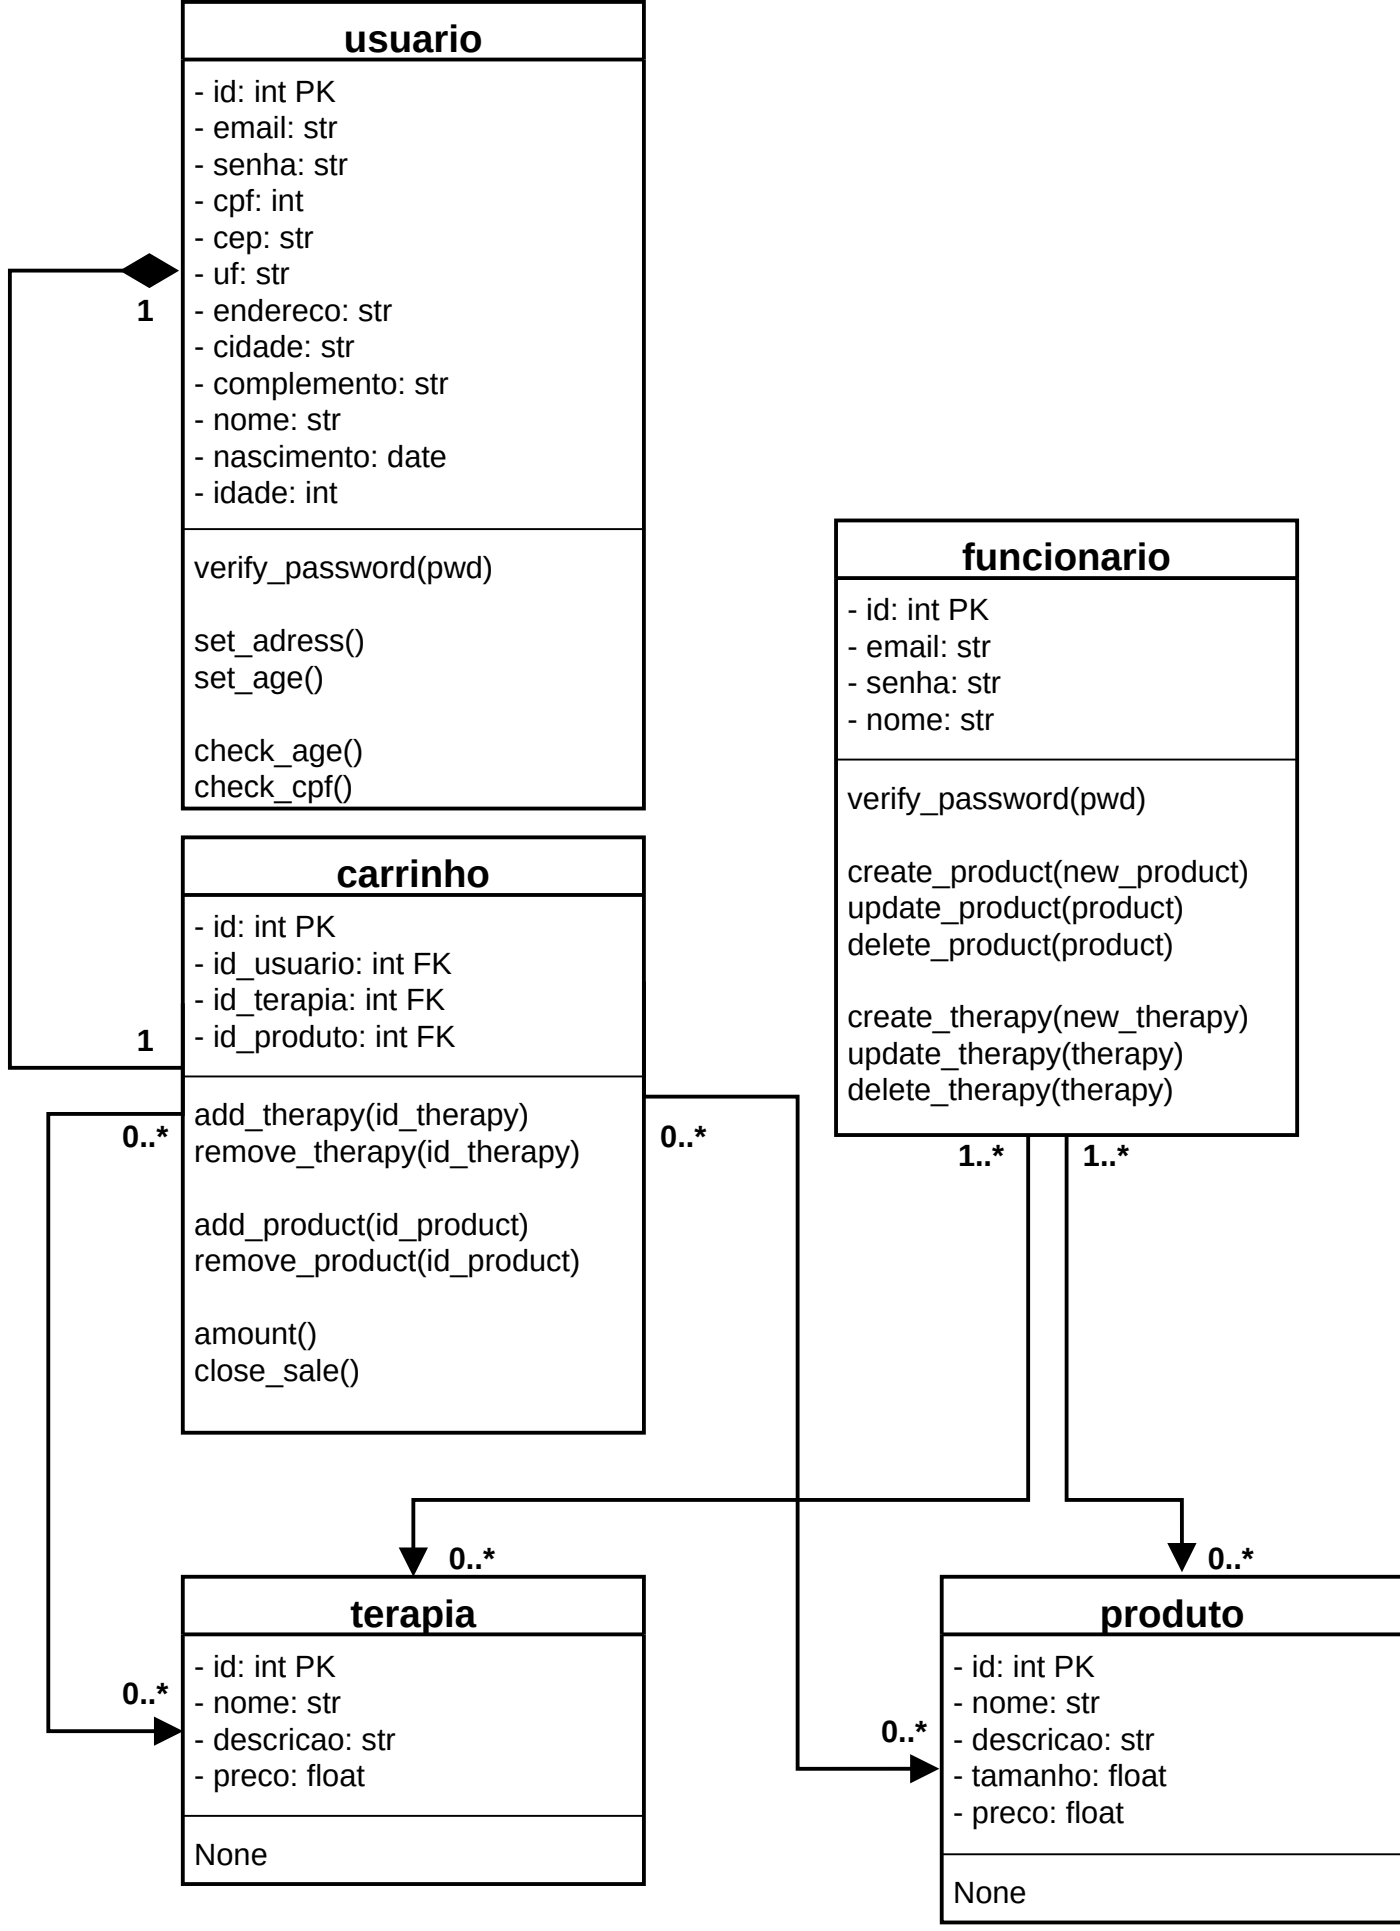 usuario
- id: int PK
- email: str
- senha: str
- cpf: int
- cep: str
- uf: str
- endereco: str
- cidade: str
- complemento: str
- nome: str
- nascimento: date
- idade: int
verify_password(pwd)
set_adress()
set_age()
check_age()
check_cpf()
1
carrinho
- id: int PK
- id_usuario: int FK
- id_terapia: int FK
- id_produto: int FK
add_therapy(id_therapy)
remove_therapy(id_therapy)
add_product(id_product)
remove_product(id_product)
amount()
close_sale()
1
0..*
0..*
funcionario
- id: int PK
- email: str
- senha: str
- nome: str
verify_password(pwd)
create_product(new_product)
update_product(product)
delete_product(product)
create_therapy(new_therapy)
update_therapy(therapy)
delete_therapy(therapy)
1..*
1..*
0..*
terapia
- id: int PK
- nome: str
- descricao: str
- preco: float
None
0..*
0..*
produto
- id: int PK
- nome: str
- descricao: str
- tamanho: float
- preco: float
None
0..*